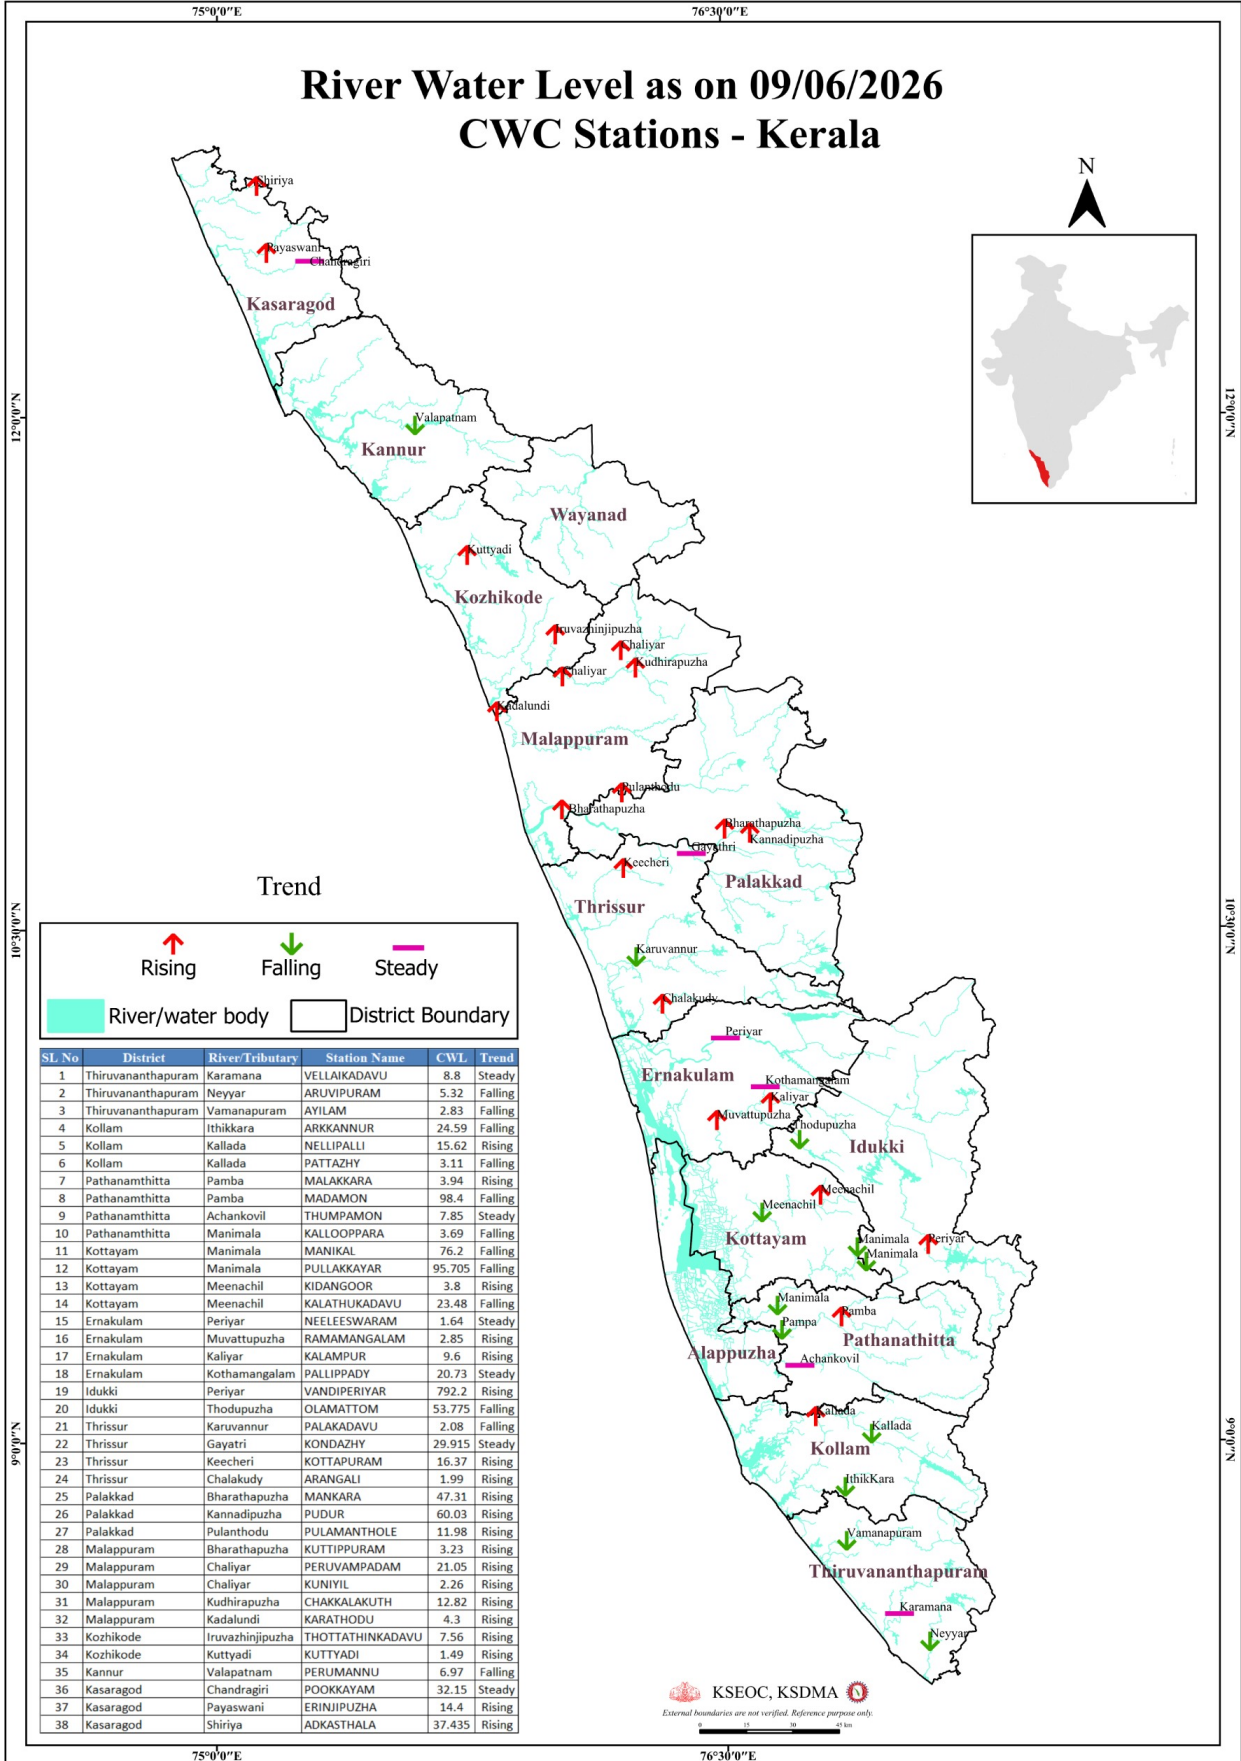 75°0'0"E 76°30'0"E
River Water Level as on 09/06/2026
CWC Stations - Kerala
N
Shiriya
Payaswani
Chandragiri
Kasaragod
12°0'0"N 12°0'0"N
Valapatnam
Kannur
Wayanad
Kuttyadi
Kozhikode
Iruvazhinjipuzha
Chaliyar
Kudhirapuzha
Chaliyar
Kadalundi
Malappuram
Pulanthodu
Bharathapuzha
Bharathapuzha
Kannadipuzha
Gayathri
Keecheri
Palakkad
Thrissur
Karuvannur
Chalakudy
10°30'0"N 10°30'0"N
Trend
Rising Falling Steady
River/water body District Boundary
Periyar
Ernakulam
Kothamangalam
Kaliyar
Muvattupuzha
Thodupuzha
Idukki
Meenachil
Meenachil
Kottayam
Manimala
Manimala
Periyar
Manimala
Pamba
Pampa
Pathanathitta
Alappuzha
Achankovil
Kallada
Kallada
Kollam
IthikKara
9°0'0"N 9°0'0"N
Vamanapuram
Thiruvananthapuram
Karamana
Neyyar
SL No District River/Tributary Station Name CWL Trend
1 Thiruvananthapuram Karamana VELLAIKADAVU 8.8 Steady
2 Thiruvananthapuram Neyyar ARUVIPURAM 5.32 Falling
3 Thiruvananthapuram Vamanapuram AYILAM 2.83 Falling
4 Kollam Ithikkara ARKKANNUR 24.59 Falling
5 Kollam Kallada NELLIPALLI 15.62 Rising
6 Kollam Kallada PATTAZHY 3.11 Falling
7 Pathanamthitta Pamba MALAKKARA 3.94 Rising
8 Pathanamthitta Pamba MADAMON 98.4 Falling
9 Pathanamthitta Achankovil THUMPAMON 7.85 Steady
10 Pathanamthitta Manimala KALLOOPPARA 3.69 Falling
11 Kottayam Manimala MANIKAL 76.2 Falling
12 Kottayam Manimala PULLAKKAYAR 95.705 Falling
13 Kottayam Meenachil KIDANGOOR 3.8 Rising
14 Kottayam Meenachil KALATHUKADAVU 23.48 Falling
15 Ernakulam Periyar NEELEESWARAM 1.64 Steady
16 Ernakulam Muvattupuzha RAMAMANGALAM 2.85 Rising
17 Ernakulam Kaliyar KALAMPUR 9.6 Rising
18 Ernakulam Kothamangalam PALLIPPADY 20.73 Steady
19 Idukki Periyar VANDIPERIYAR 792.2 Rising
20 Idukki Thodupuzha OLAMATTOM 53.775 Falling
21 Thrissur Karuvannur PALAKADAVU 2.08 Falling
22 Thrissur Gayatri KONDAZHY 29.915 Steady
23 Thrissur Keecheri KOTTAPURAM 16.37 Rising
24 Thrissur Chalakudy ARANGALI 1.99 Rising
25 Palakkad Bharathapuzha MANKARA 47.31 Rising
26 Palakkad Kannadipuzha PUDUR 60.03 Rising
27 Palakkad Pulanthodu PULAMANTHOLE 11.98 Rising
28 Malappuram Bharathapuzha KUTTIPPURAM 3.23 Rising
29 Malappuram Chaliyar PERUVAMPADAM 21.05 Rising
30 Malappuram Chaliyar KUNIYIL 2.26 Rising
31 Malappuram Kudhirapuzha CHAKKALAKUTH 12.82 Rising
32 Malappuram Kadalundi KARATHODU 4.3 Rising
33 Kozhikode Iruvazhinjipuzha THOTTATHINKADAVU 7.56 Rising
34 Kozhikode Kuttyadi KUTTYADI 1.49 Rising
35 Kannur Valapatnam PERUMANNU 6.97 Falling
36 Kasaragod Chandragiri POOKKAYAM 32.15 Steady
37 Kasaragod Payaswani ERINJIPUZHA 14.4 Rising
38 Kasaragod Shiriya ADKASTHALA 37.435 Rising
KSEOC, KSDMA
External boundaries are not verified. Reference purpose only.
0 15 30 45 km
75°0'0"E 76°30'0"E